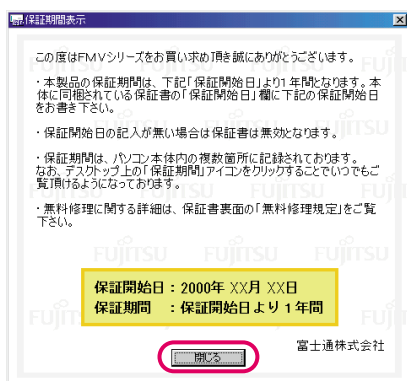 保証期間表示
この度はFMVシリーズをお買い求め頂き誠にありがとうございます。
・本製品の保証期間は、下記「保証開始日」より1年間となります。本
体に同梱されている保証書の「保証開始日」欄に下記の保証開始日
をお書き下さい。
・保証開始日の記入が無い場合は保証書は無効となります。
・保証期間は、パソコン本体内の複数箇所に記録されております。
なお、デスクトップ上の「保証期間」アイコンをクリックすることでいつでもご
覧頂けるようになっております。
・無料修理に関する詳細は、保証書裏面の「無料修理規定」をご覧
下さい。
保証開始日：2000年 XX月 XX日
保証期間 ：保証開始日より１年間
富士通株式会社
閉じる